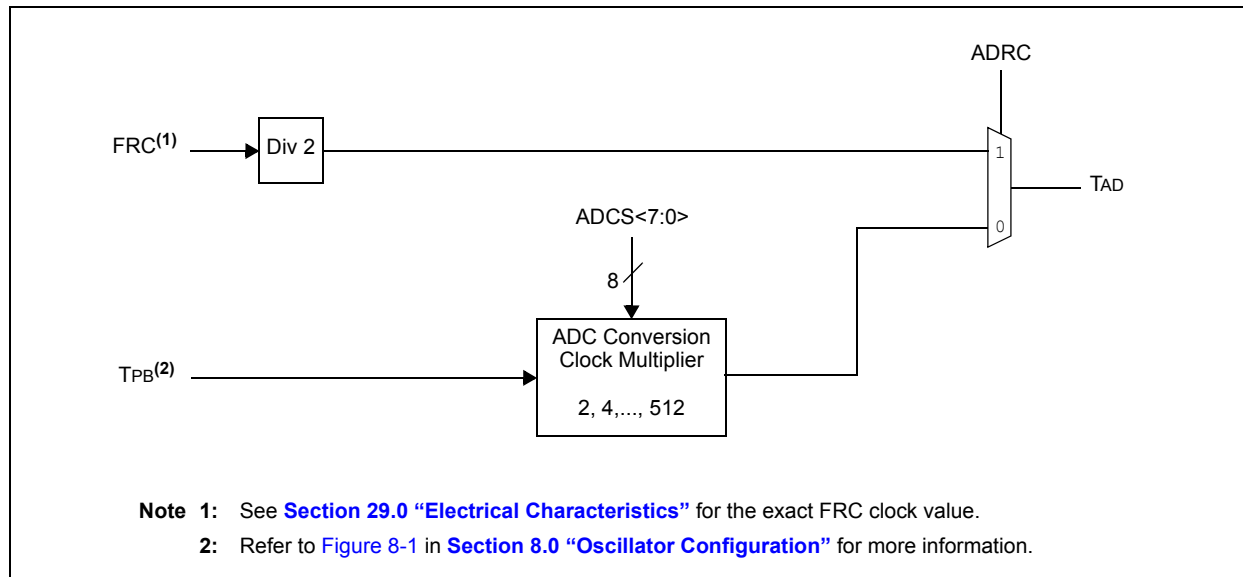 ADRC
FRC(1)
Div 2
1
TAD
ADCS<7:0>
0
8
ADC Conversion
Clock Multiplier
TPB(2)
2, 4,..., 512
Note 1: See Section 29.0 “Electrical Characteristics” for the exact FRC clock value.
2: Refer to Figure 8-1 in Section 8.0 “Oscillator Configuration” for more information.